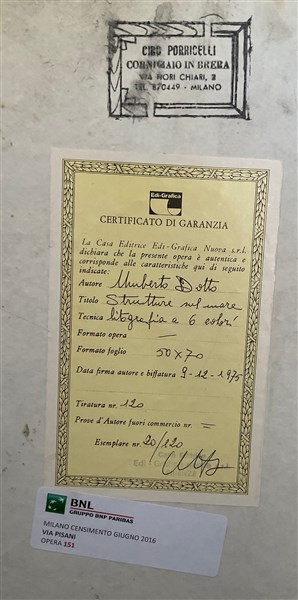 CIRO PORRICELLI
CORNICIAIO IN BRERA
VIA FIORI CHIARI, 2
TEL. 870449 - MILANO
Edi-Grafica
CERTIFICATO DI GARANZIA
La Casa Editrice Edi-Grafica Nuova s.r.l.
dichiara che la presente opera è autentica e
corrisponde alle caratteristiche qui di seguito
indicate:
Autore Umberto Dotto
Titolo Strutture sul mare
Tecnica litografia a 6 colori
Formato opera —
Formato foglio 50x70
Data firma autore e biffatura 9-12-1975
Tiratura nr. 120
Prove d'Autore fuori commercio nr. =
Esemplare nr. 20/120
Edi
BNL
GRUPPO BNP PARIBAS
MILANO CENSIMENTO GIUGNO 2016
VIA PISANI
OPERA 151